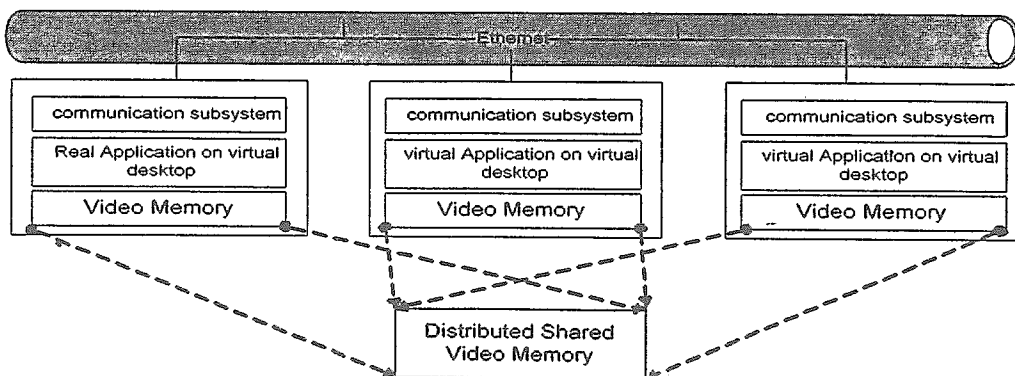 Ethernet
communication subsystem
Real Application on virtual
desktop
Video Memory
communication subsystem
virtual Application on virtual
desktop
Video Memory
communication subsystem
virtual Application on virtual
desktop
Video Memory
Distributed Shared
Video Memory